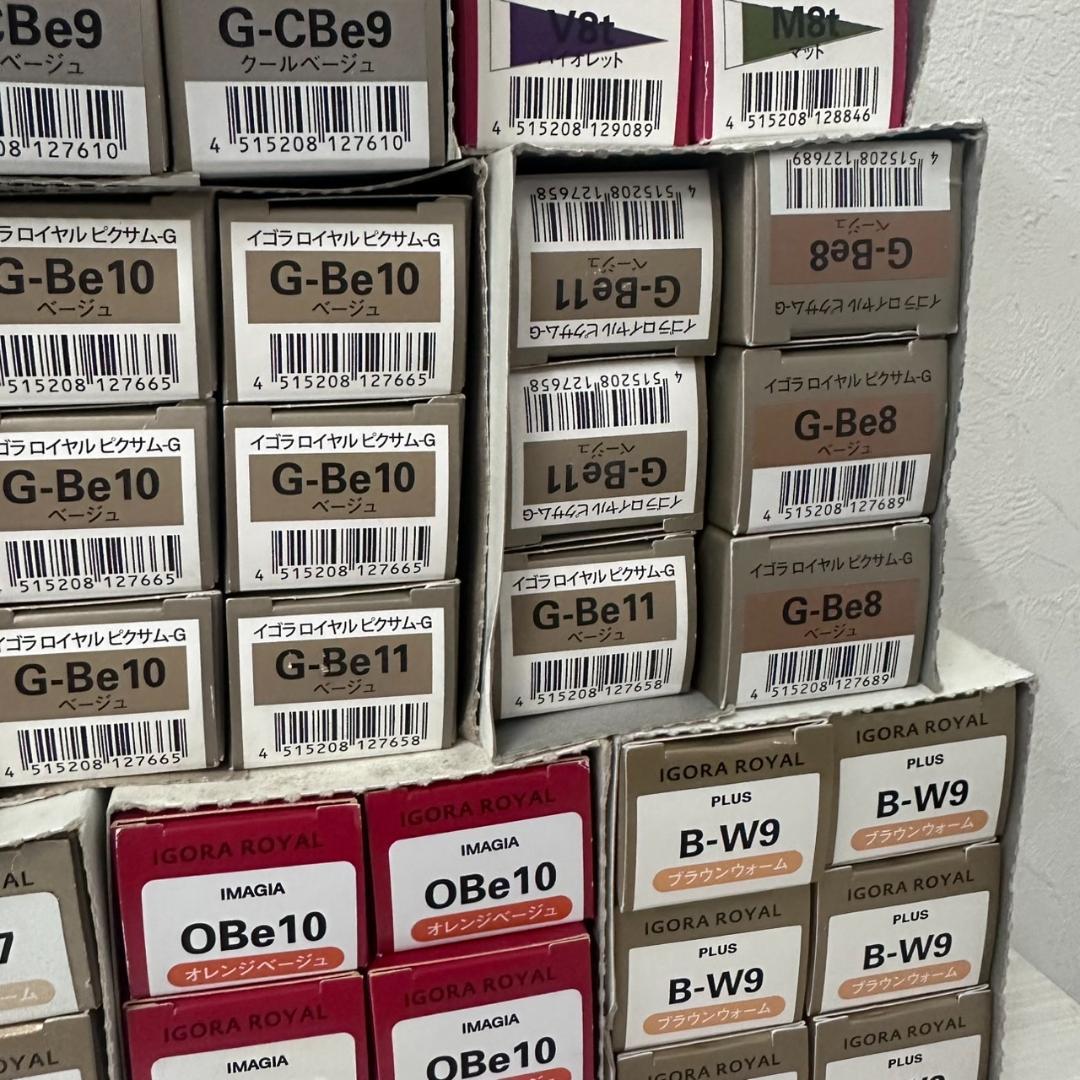 CBe9
ベージュ
08 127610
G-CBe9
クールベージュ
4 515208 127610
V8t
バイオレット
4 515208 129089
M8t
マット
4 515208 128846
イゴラ ロイヤル ピクサム-G
G-Be10
ベージュ
515208 127665
イゴラ ロイヤル ピクサム-G
G-Be10
ベージュ
4 515208 127665
イゴラ ロイヤル ピクサム-G
G-Be11
ベージュ
4 515208 127658
イゴラ ロイヤル ピクサム-G
G-Be8
ベージュ
4 515208 127689
ゴラ ロイヤル ピクサム-G
G-Be10
ベージュ
515208 127665
イゴラ ロイヤル ピクサム-G
G-Be10
ベージュ
4 515208 127665
イゴラ ロイヤル ピクサム-G
G-Be11
ベージュ
4 515208 127658
イゴラ ロイヤル ピクサム-G
G-Be8
ベージュ
4 515208 127689
イゴラ ロイヤル ピクサム-G
G-Be10
ベージュ
4 515208 127665
イゴラ ロイヤル ピクサム-G
G-Be11
ベージュ
4 515208 127658
イゴラ ロイヤル ピクサム-G
G-Be11
ベージュ
4 515208 127658
イゴラ ロイヤル ピクサム-G
G-Be8
ベージュ
4 515208 127689
AL
7
ーム
ROYAL
IGORA ROYAL
IMAGIA
OBe10
オレンジベージュ
IGORA ROYAL
IMAGIA
OBe10
オレンジベージュ
IGORA ROYAL
PLUS
B-W9
ブラウンウォーム
IGORA ROYAL
PLUS
B-W9
ブラウンウォーム
IGORA ROYAL
IMAGIA
IGORA ROYAL
IMAGIA
OBe10
IGORA ROYAL
PLUS
B-W9
ブラウンウォーム
IGORA ROYAL
PLUS
B-W9
ブラウンウォーム
IGORA ROYAL
IGORA ROYAL
PLUS